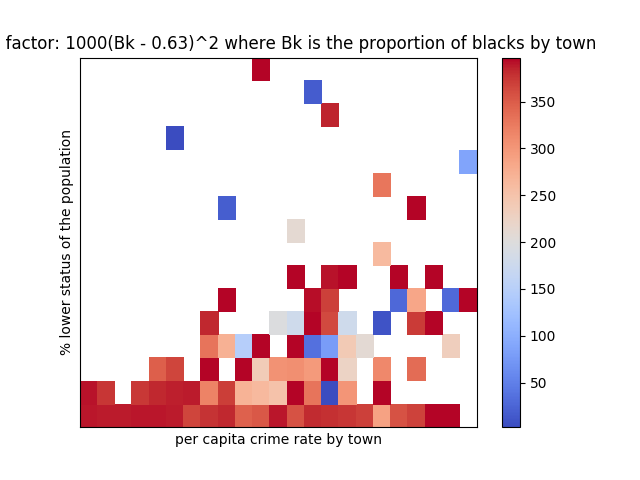 factor: 1000(Bk - 0.63)^2 where Bk is the proportion of blacks by town
% lower status of the population
per capita crime rate by town
350
300
250
200
150
100
50